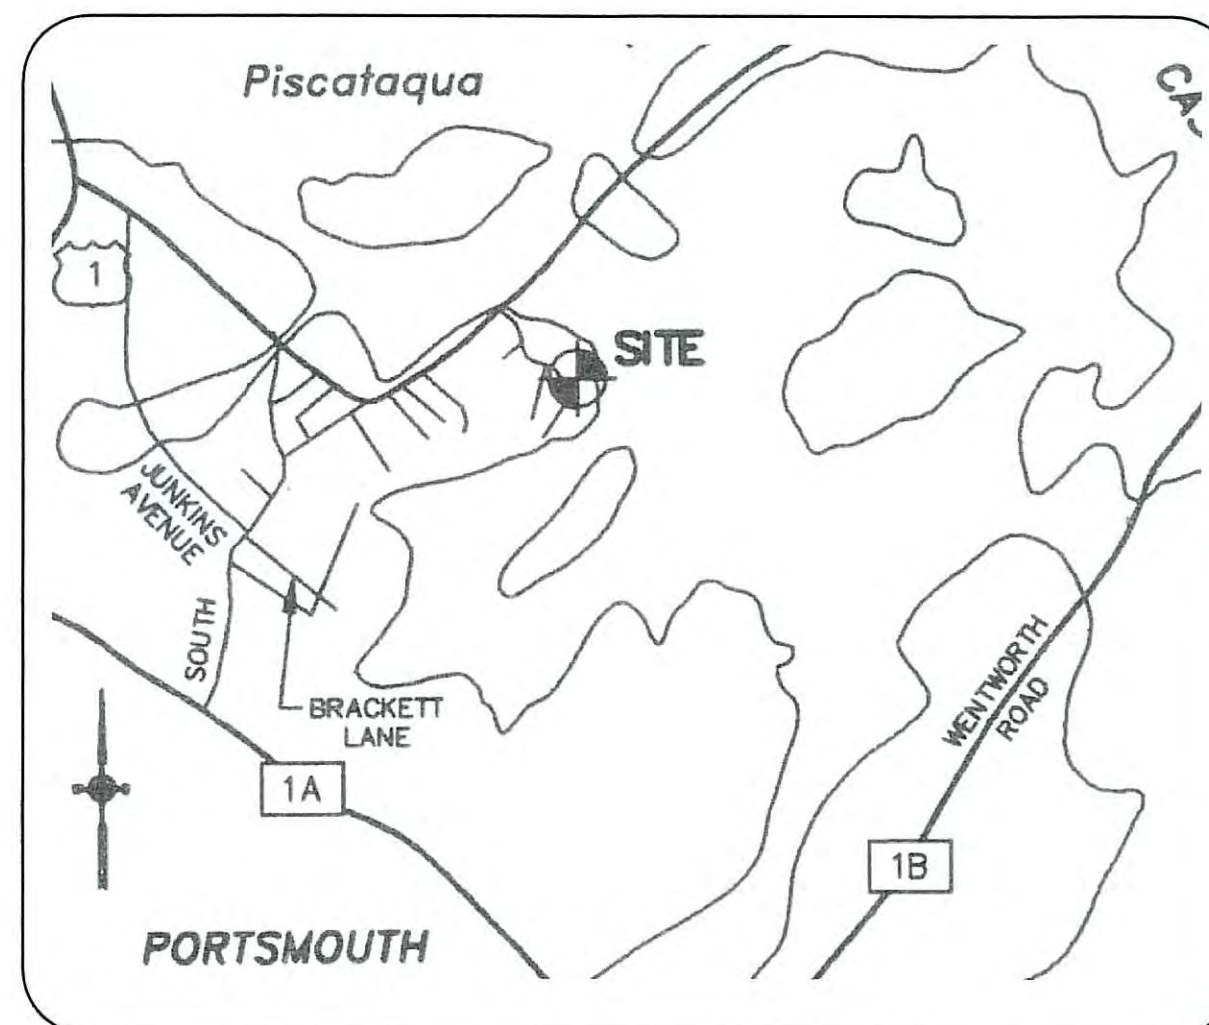 Piscataqua
1
SITE
JUNKINS
AVENUE
SOUTH
BRACKETT
LANE
WENTWORTH
ROAD
1A
1B
PORTSMOUTH